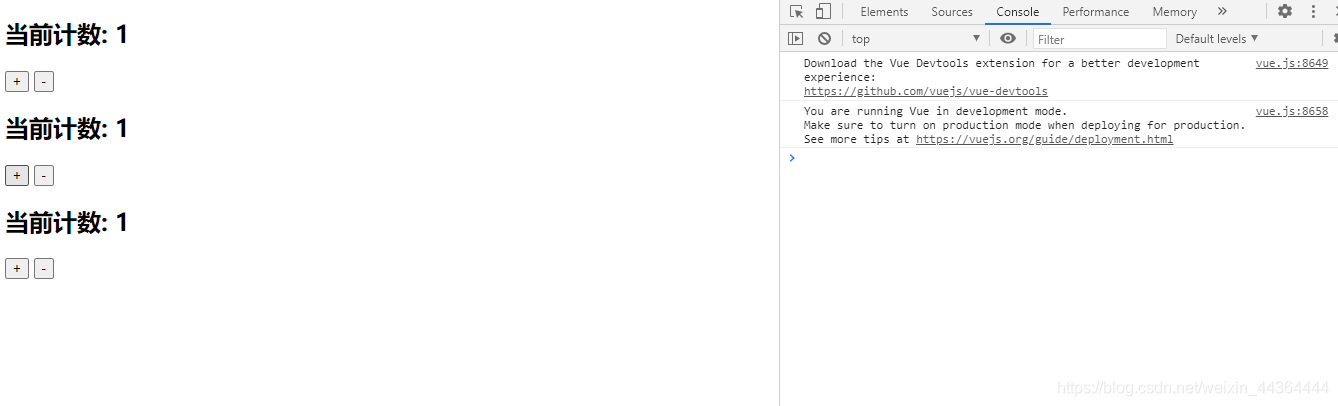 当前计数: 1
+ -
当前计数: 1
+ -
当前计数: 1
+ -
Elements Sources Console Performance Memory »
top Filter Default levels
Download the Vue Devtools extension for a better development vue.js:8649
experience:
https://github.com/vuejs/vue-devtools
You are running Vue in development mode. vue.js:8658
Make sure to turn on production mode when deploying for production.
See more tips at https://vuejs.org/guide/deployment.html
https://blog.csdn.net/weixin_44364444